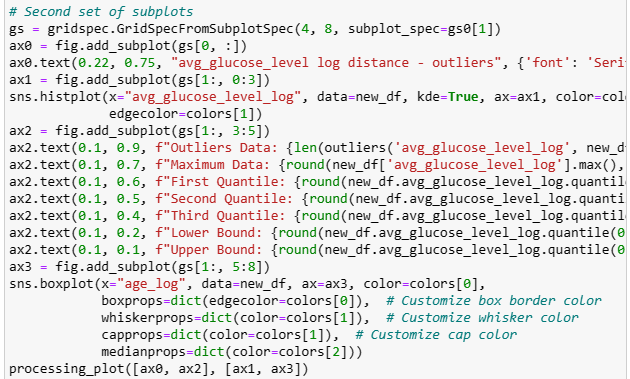 # Second set of subplots
gs = gridspec.GridSpecFromSubplotSpec(4, 8, subplot_spec=gs0[1])
ax0 = fig.add_subplot(gs[0, :])
ax0.text(0.22, 0.75, "avg_glucose_level log distance - outliers", {'font': 'Seri
ax1 = fig.add_subplot(gs[1:, 0:3])
sns.histplot(x="avg_glucose_level_log", data=new_df, kde=True, ax=ax1, color=col
edgecolor=colors[1])
ax2 = fig.add_subplot(gs[1:, 3:5])
ax2.text(0.1, 0.9, f"Outliers Data: {len(outliers('avg_glucose_level_log', new_d
ax2.text(0.1, 0.7, f"Maximum Data: {round(new_df['avg_glucose_level_log'].max(),
ax2.text(0.1, 0.6, f"First Quantile: {round(new_df.avg_glucose_level_log.quantil
ax2.text(0.1, 0.5, f"Second Quantile: {round(new_df.avg_glucose_level_log.quanti
ax2.text(0.1, 0.4, f"Third Quantile: {round(new_df.avg_glucose_level_log.quantil
ax2.text(0.1, 0.2, f"Lower Bound: {round(new_df.avg_glucose_level_log.quantile(0
ax2.text(0.1, 0.1, f"Upper Bound: {round(new_df.avg_glucose_level_log.quantile(0
ax3 = fig.add_subplot(gs[1:, 5:8])
sns.boxplot(x="age_log", data=new_df, ax=ax3, color=colors[0],
boxprops=dict(edgecolor=colors[0]),  # Customize box border color
whiskerprops=dict(color=colors[1]),  # Customize whisker color
capprops=dict(color=colors[1]),  # Customize cap color
medianprops=dict(color=colors[2]))
processing_plot([ax0, ax2], [ax1, ax3])